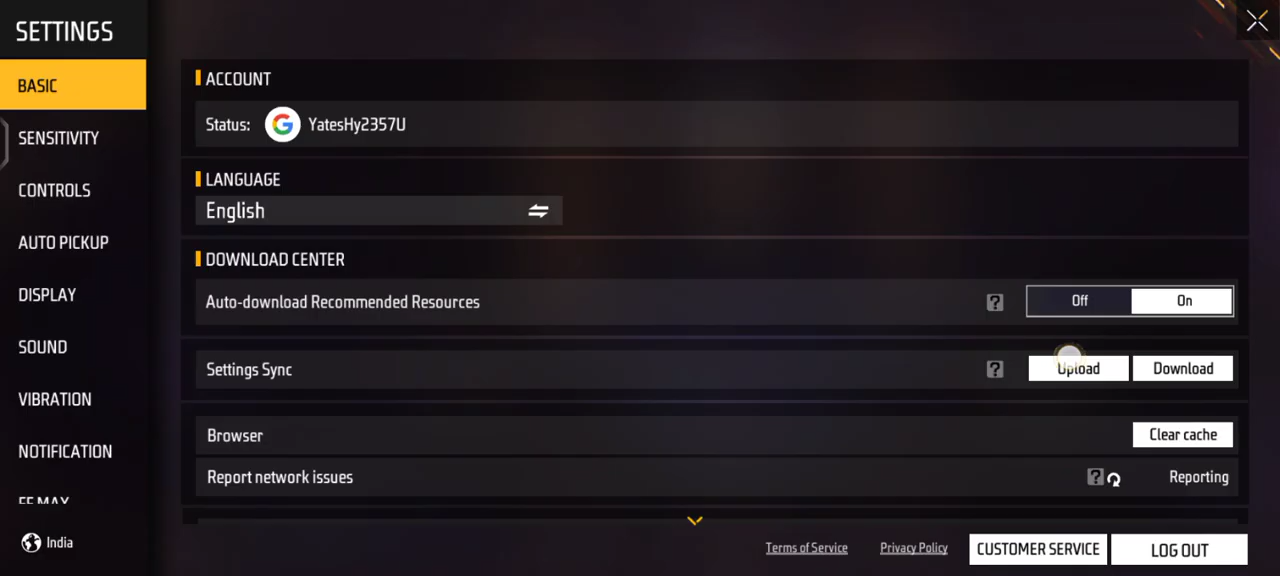 SETTINGS
BASIC
SENSITIVITY
CONTROLS
AUTO PICKUP
DISPLAY
SOUND
VIBRATION
NOTIFICATION
FF MAX
India
ACCOUNT
Status: YatesHy2357U
LANGUAGE
English
DOWNLOAD CENTER
Auto-download Recommended Resources ? Off On
Settings Sync ? Upload Download
Browser Clear cache
Report network issues ? Reporting
Terms of Service Privacy Policy CUSTOMER SERVICE LOG OUT